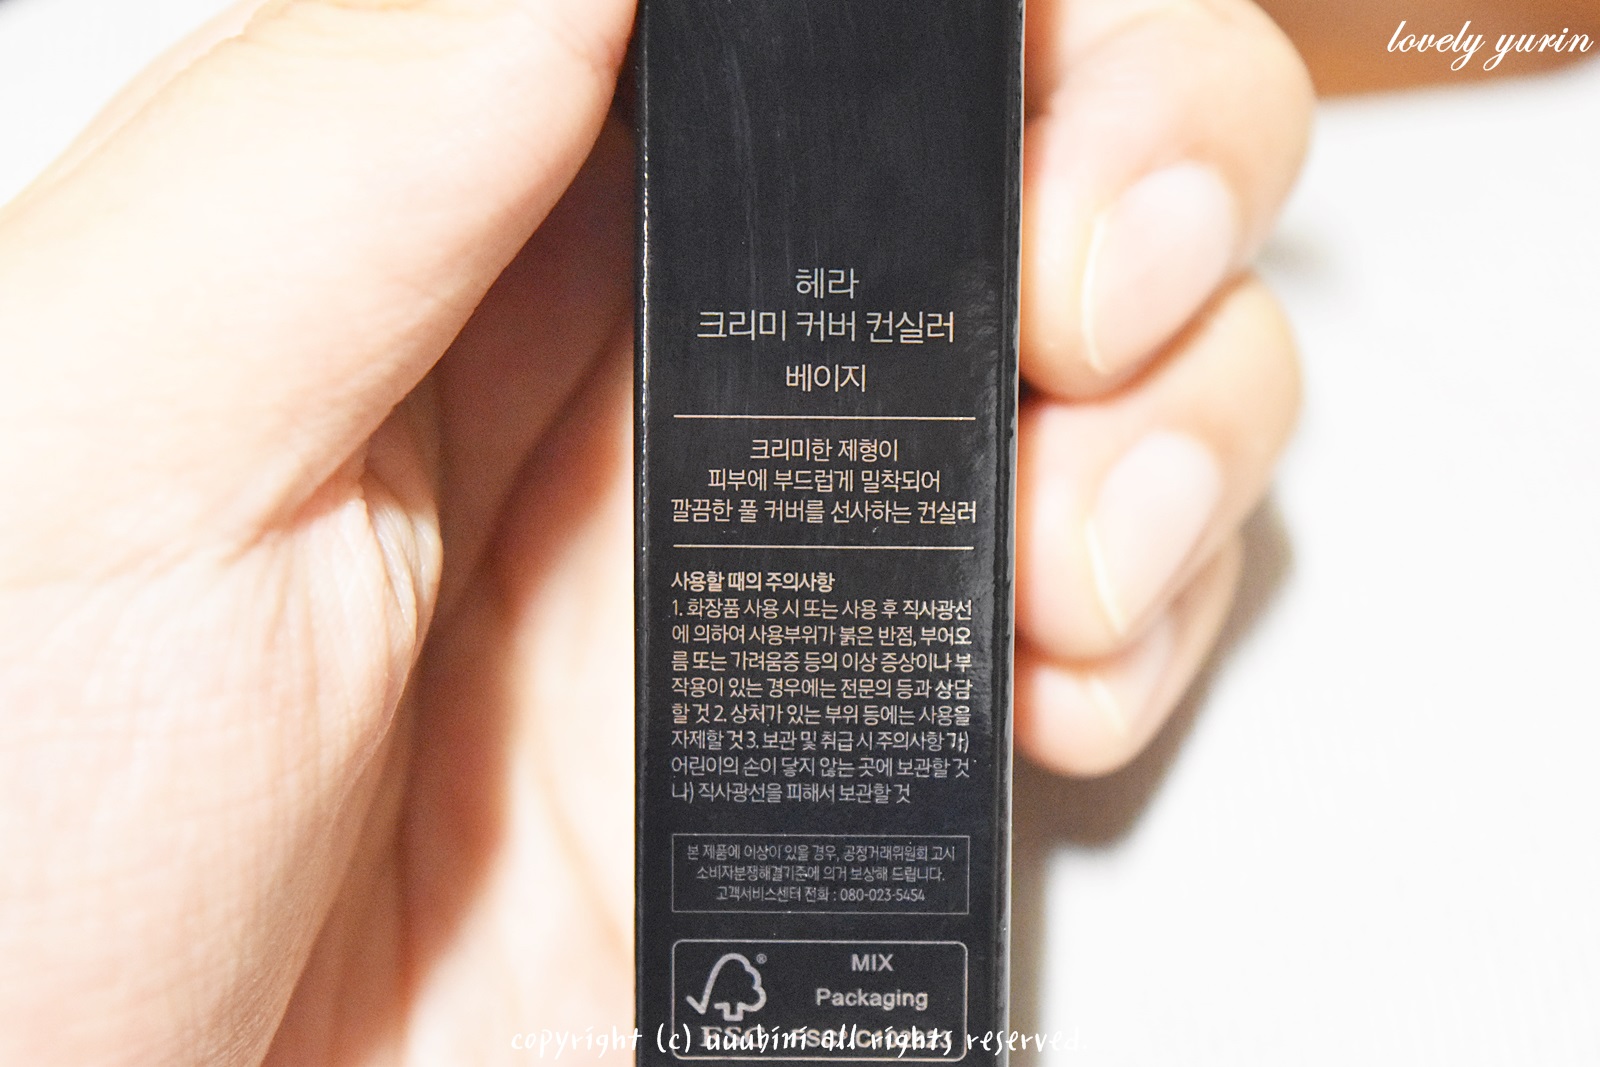 lovely yurin
헤라
크리미 커버 컨실러
베이지
크리미한 제형이
피부에 부드럽게 밀착되어
깔끔한 풀 커버를 선사하는 컨실러
사용할 때의 주의사항
1. 화장품 사용 시 또는 사용 후 직사광선
에 의하여 사용부위가 붉은 반점, 부어오
름 또는 가려움증 등의 이상 증상이나 부
작용이 있는 경우에는 전문의 등과 상담
할 것 2. 상처가 있는 부위 등에는 사용을
자제할 것 3. 보관 및 취급 시 주의사항 가)
어린이의 손이 닿지 않는 곳에 보관할 것
나) 직사광선을 피해서 보관할 것
본 제품에 이상이 있을 경우, 공정거래위원회 고시
소비자분쟁해결기준에 의거 보상해 드립니다.
고객서비스센터 전화 : 080-023-5454
MIX
Packaging
FSC
copyright (c) uuubini all rights reserved.